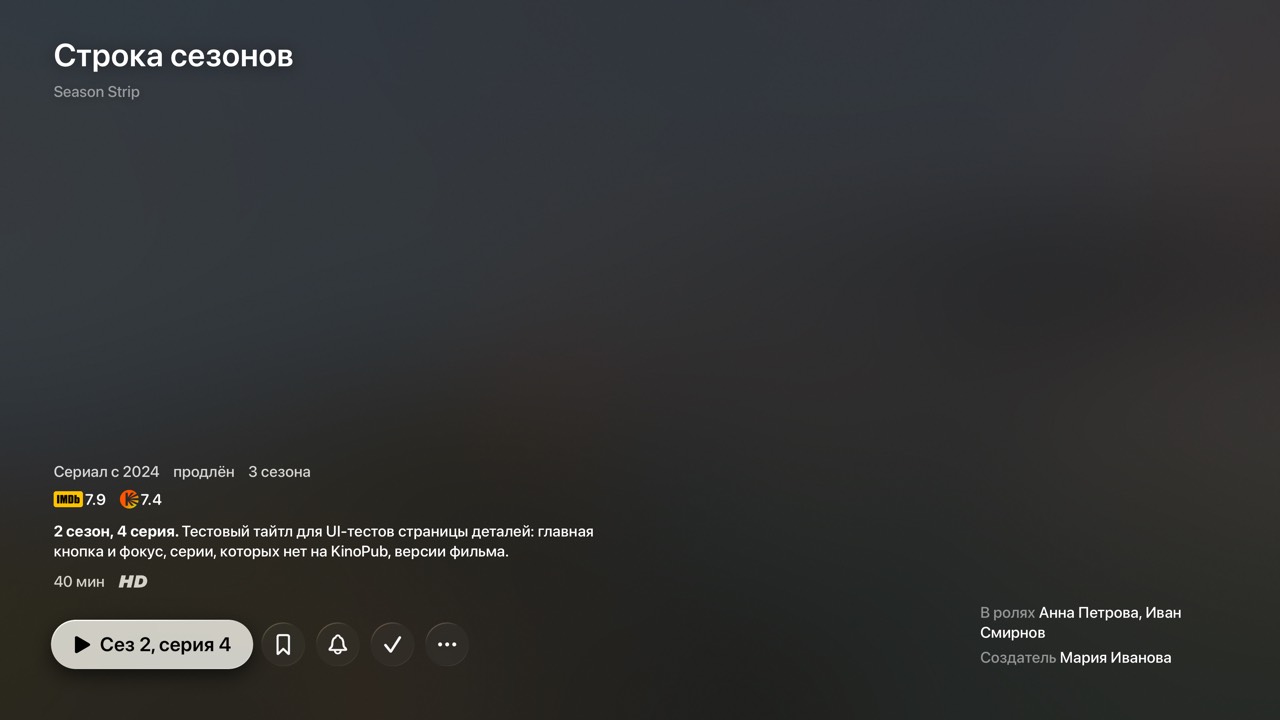 Строка сезонов
Season Strip
Сериал с 2024 продлён 3 сезона
IMDb 7.9 7.4
2 сезон, 4 серия. Тестовый тайтл для UI-тестов страницы деталей: главная
кнопка и фокус, серии, которых нет на KinoPub, версии фильма.
40 мин HD
Сез 2, серия 4
В ролях Анна Петрова, Иван
Смирнов
Создатель Мария Иванова